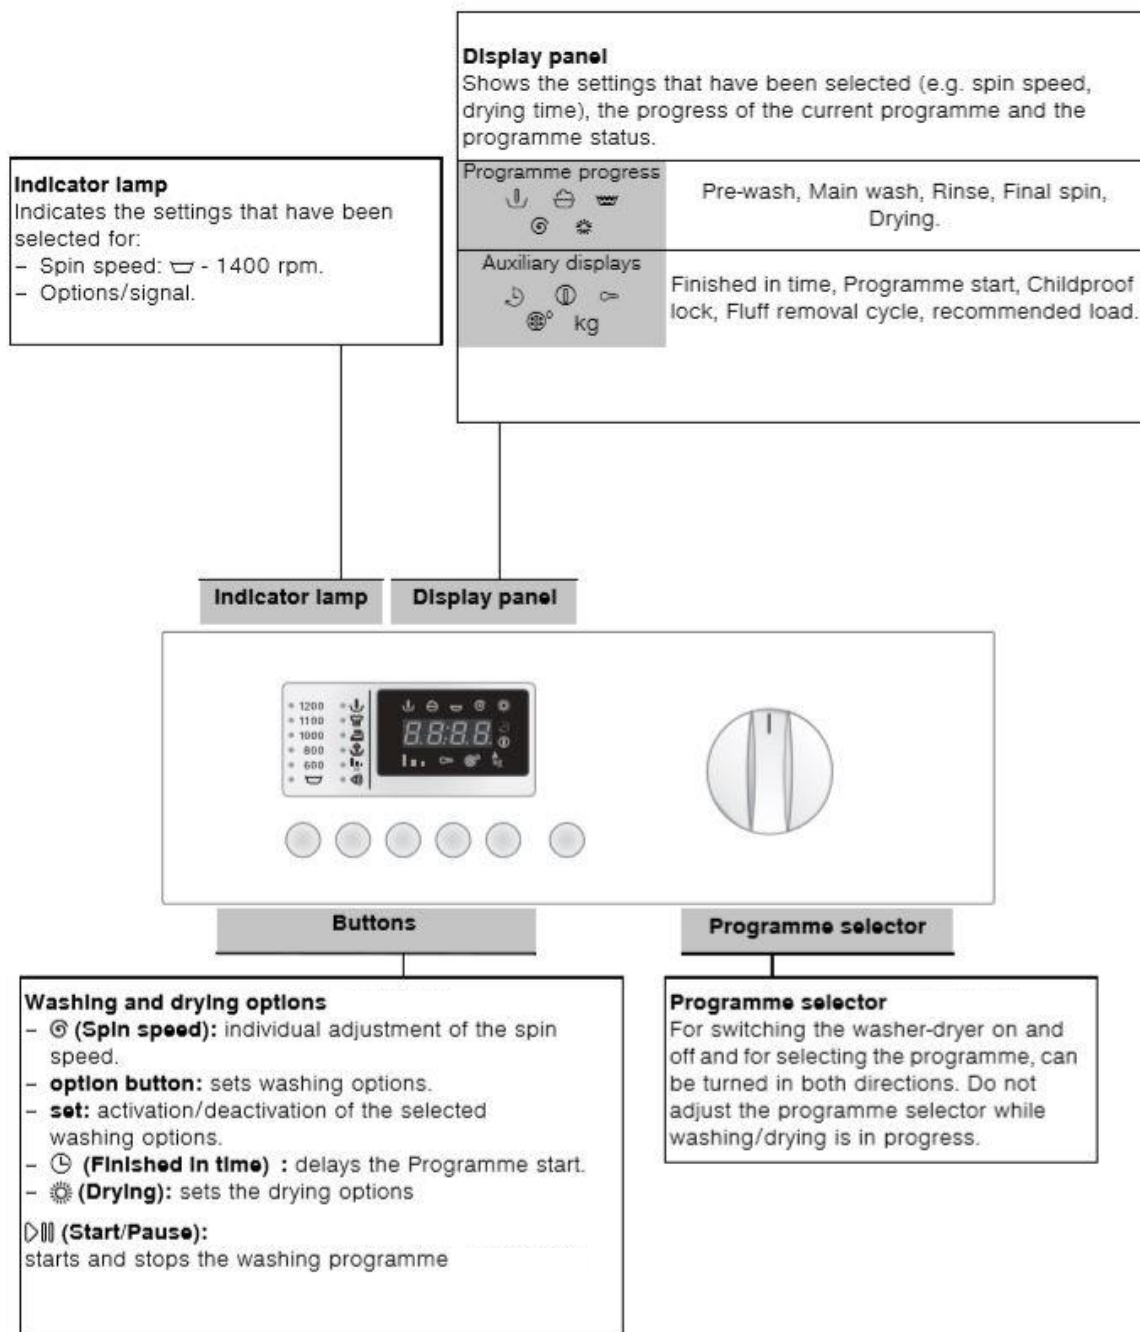 Display panel
Shows the settings that have been selected (e.g. spin speed,
drying time), the progress of the current programme and the
programme status.
Programme progress
Pre-wash, Main wash, Rinse, Final spin,
Drying.
Auxiliary displays
kg
Finished in time, Programme start, Childproof
lock, Fluff removal cycle, recommended load.
Indicator lamp
Indicates the settings that have been
selected for:
– Spin speed: - 1400 rpm.
– Options/signal.
Indicator lamp
Display panel
1200
1100
1000
800
600
8:8:8:8
kg
Buttons
Programme selector
Washing and drying options
– (Spin speed): individual adjustment of the spin
speed.
– option button: sets washing options.
– set: activation/deactivation of the selected
washing options.
– (Finished in time) : delays the Programme start.
– (Drying): sets the drying options
(Start/Pause):
starts and stops the washing programme
Programme selector
For switching the washer-dryer on and
off and for selecting the programme, can
be turned in both directions. Do not
adjust the programme selector while
washing/drying is in progress.